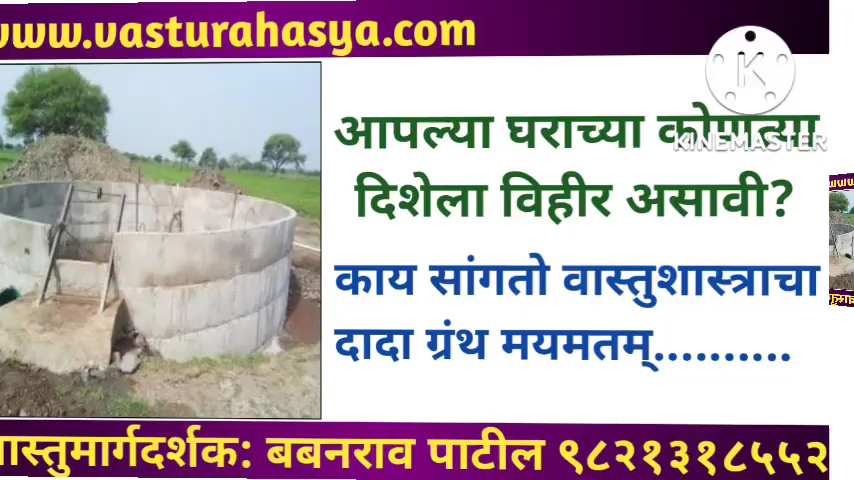 www.vasturahasya.com
KINEMASTER
आपल्या घराच्या कोणत्या
दिशेला विहीर असावी?
काय सांगतो वास्तुशास्त्राचा
दादा ग्रंथ मयमतम्..........
वास्तुमार्गदर्शक: बबनराव पाटील ९८२१३१८५५२